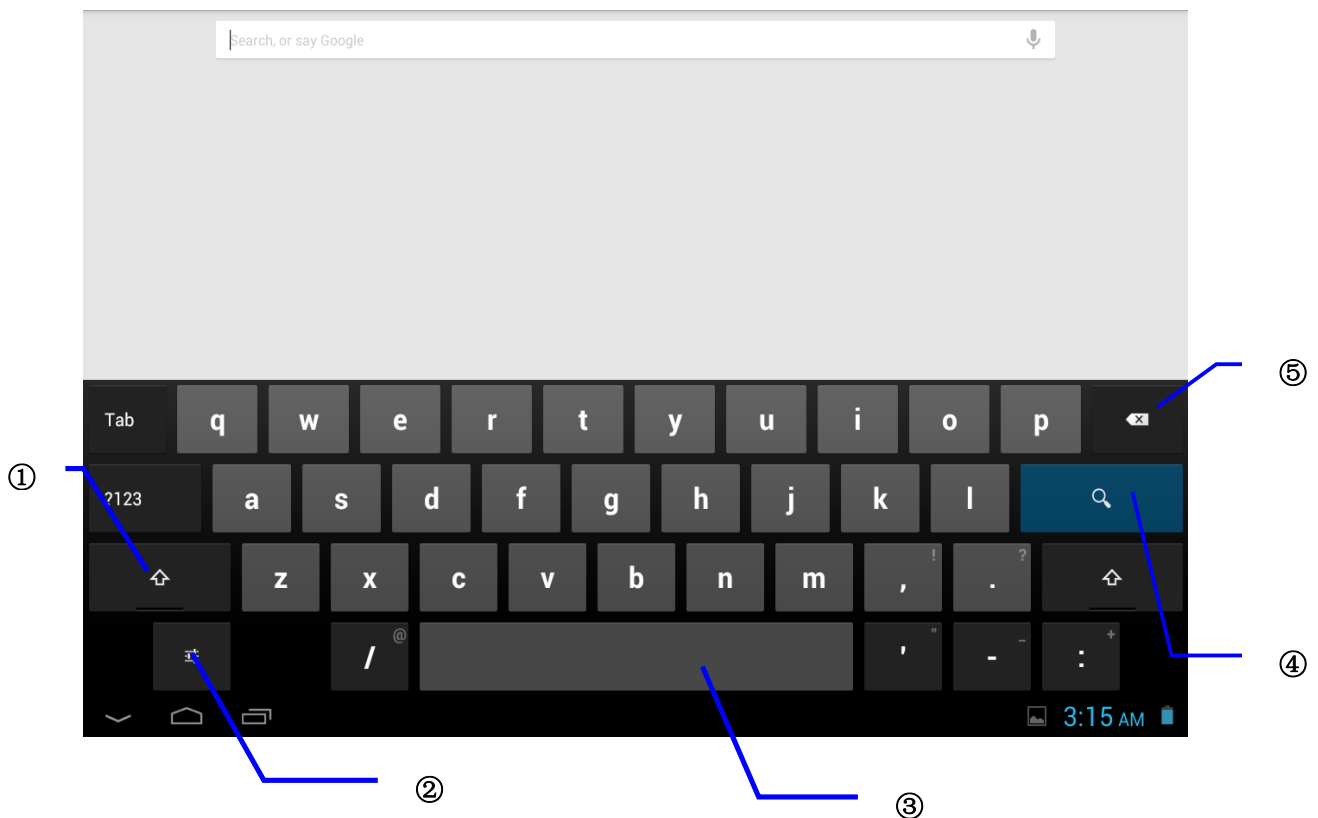 Search, or say Google
⑤
Tab q w e r t y u i o p
①
?123 a s d f g h j k l
! ?
z x c v b n m , .
@ " _ +
/ ' - :
④
3:15 AM
②
③